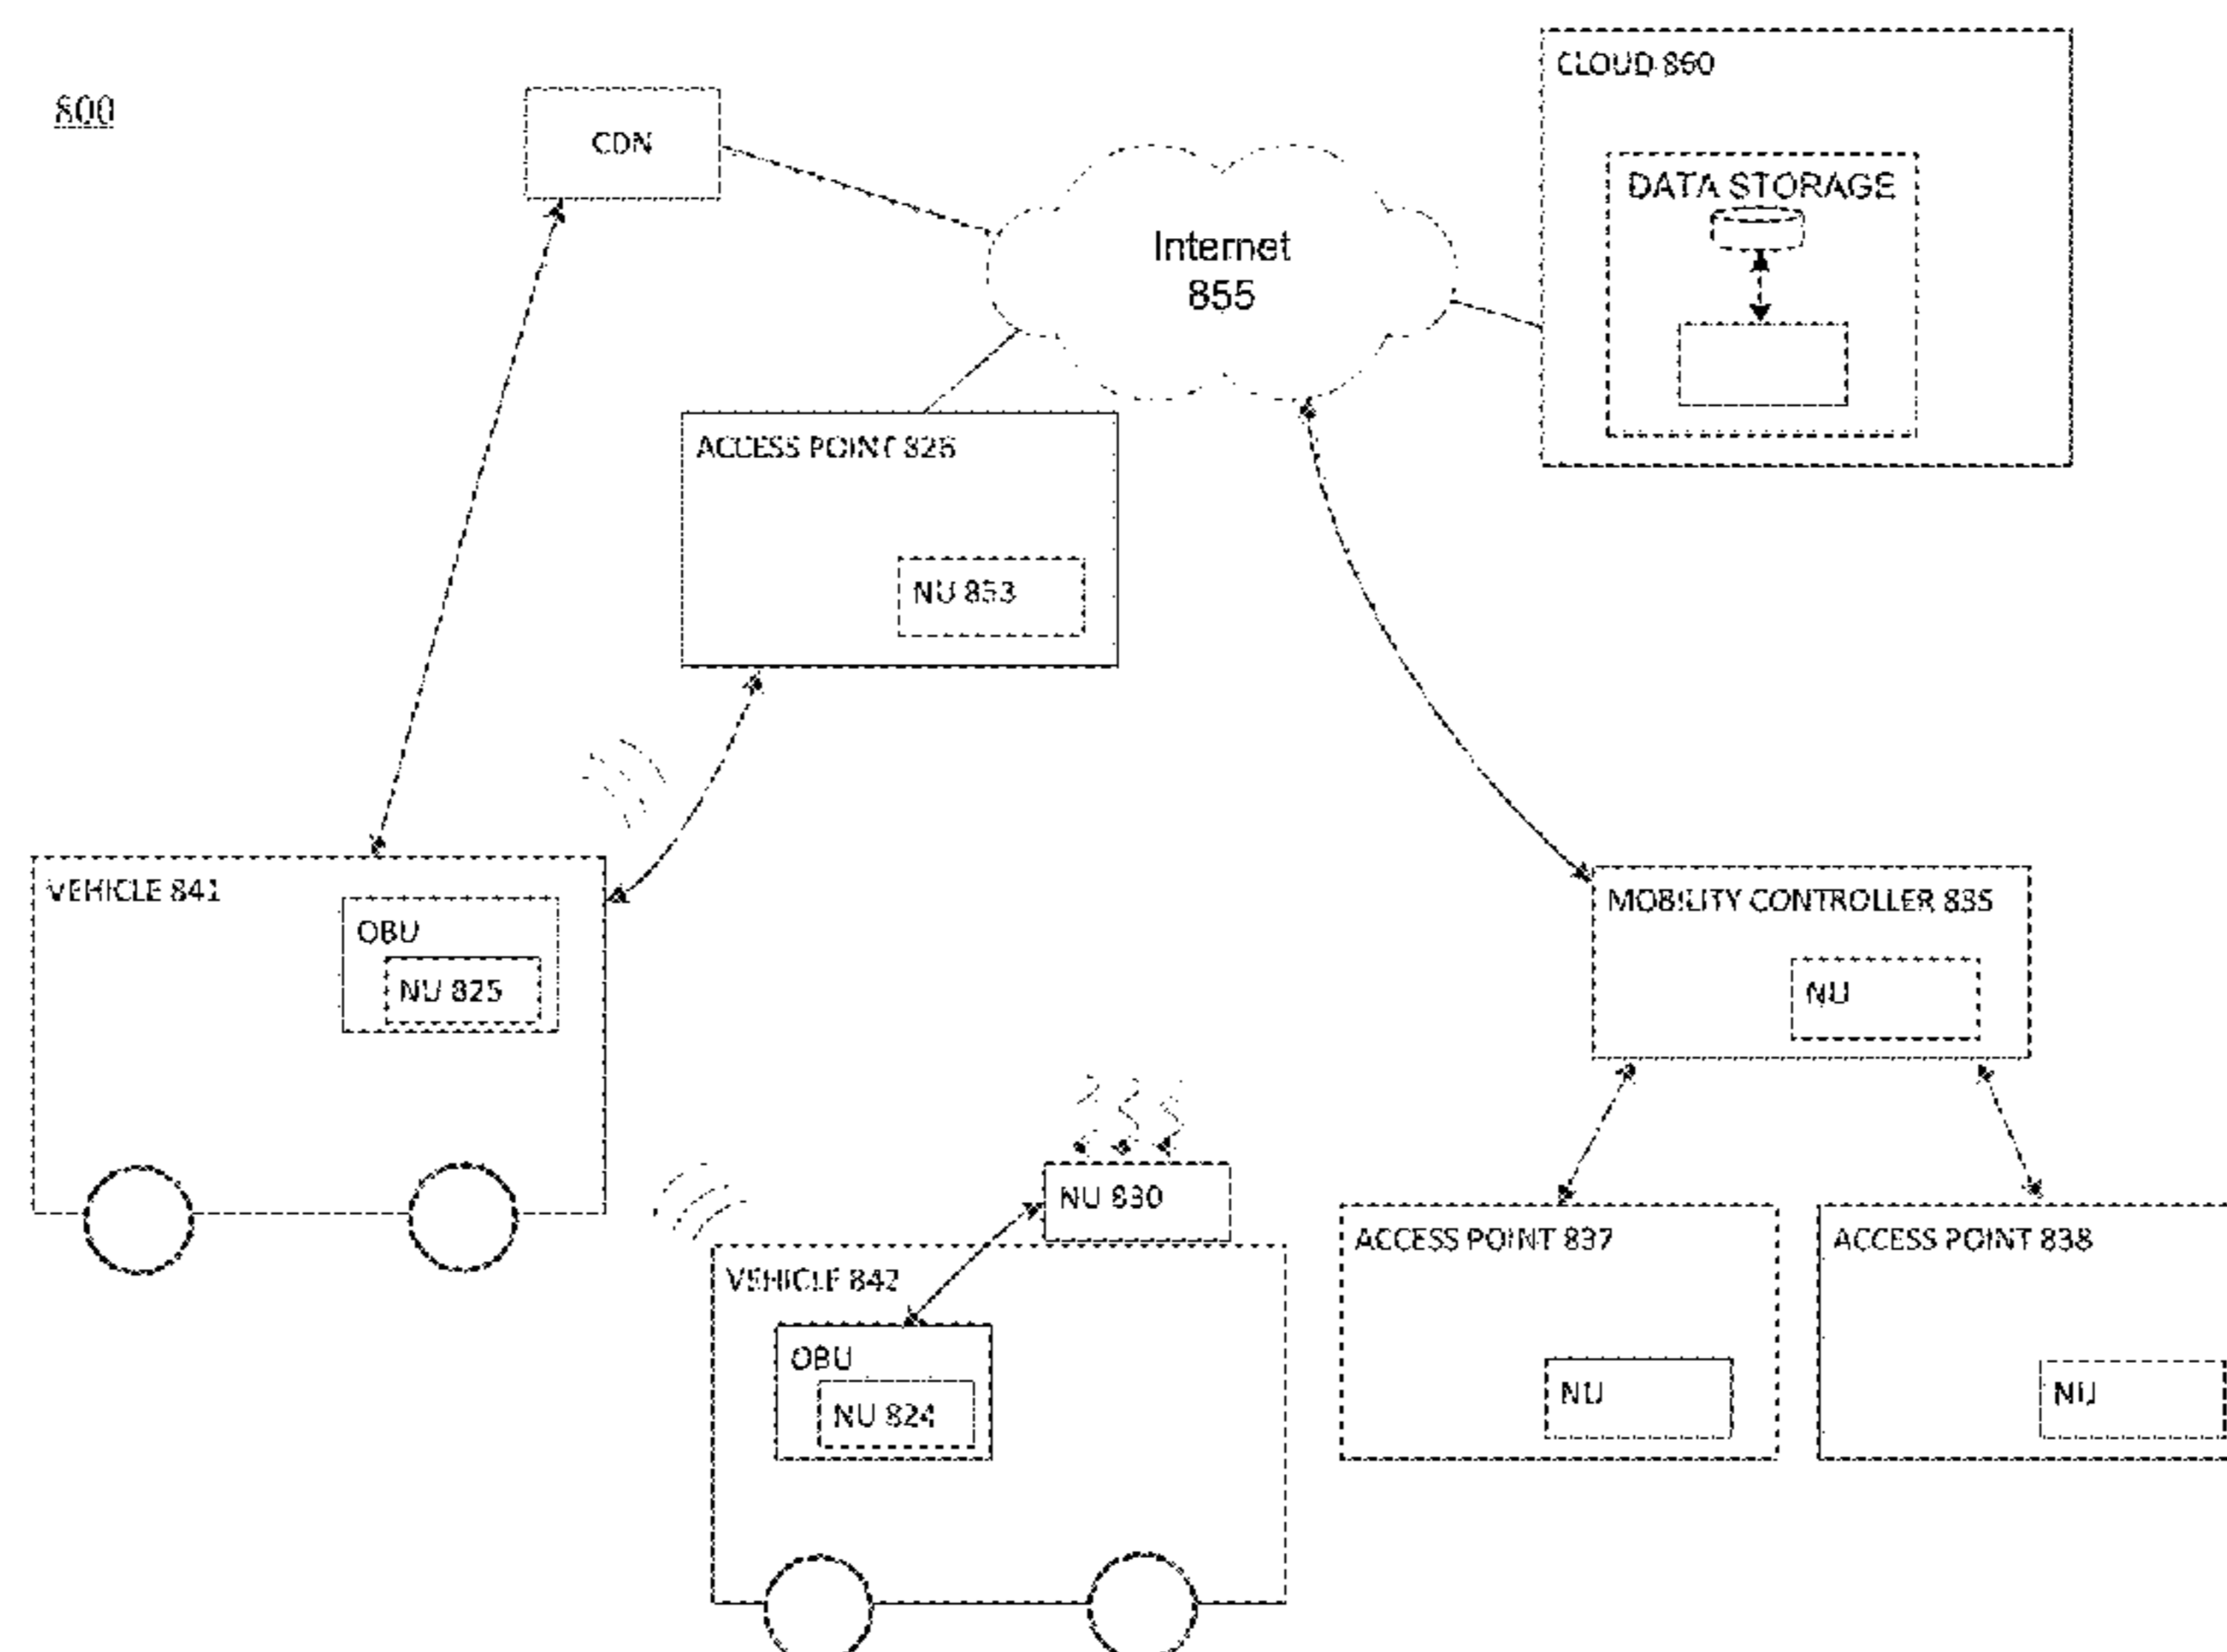 800
CDN
CLOUD 860
DATA STORAGE
Internet
855
ACCESS POINT 826
NU 853
VEHICLE 841
OBU
NU 825
MOBILITY CONTROLLER 835
NU
NU 830
VEHICLE 842
OBU
NU 824
ACCESS POINT 837
NU
ACCESS POINT 838
NU